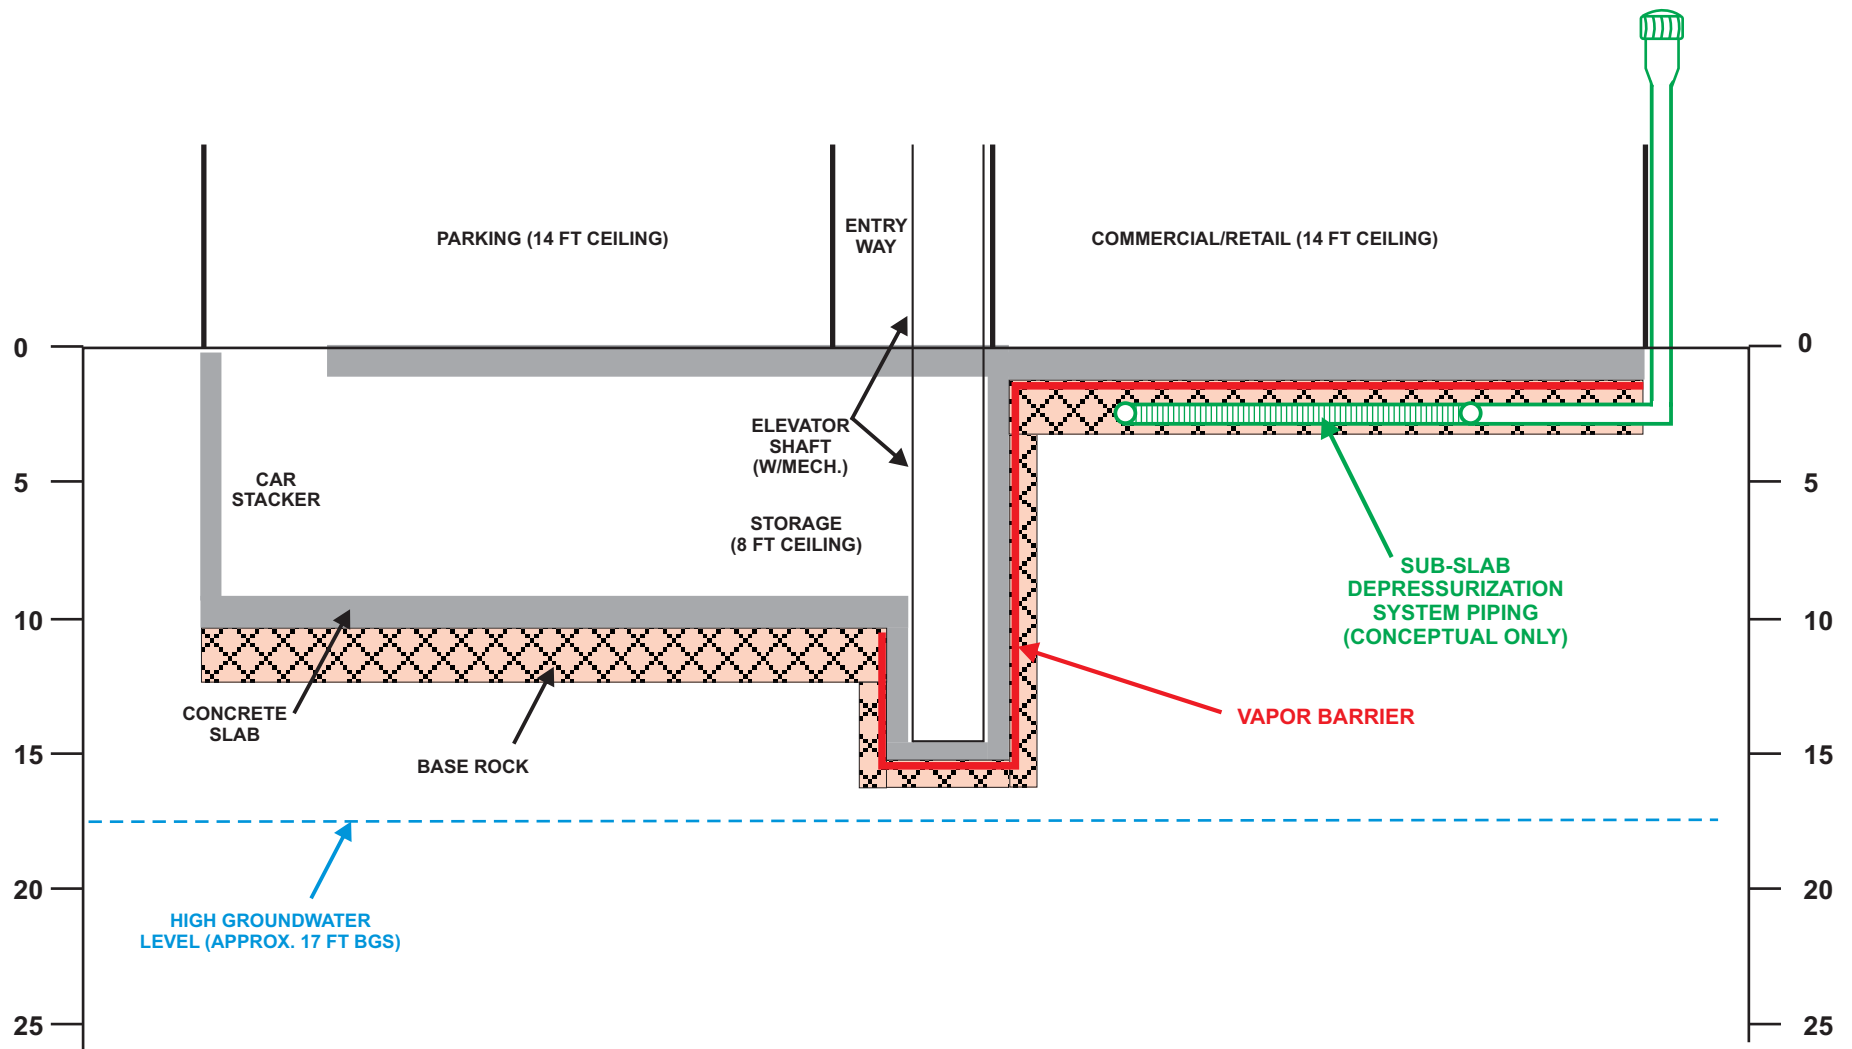 PARKING (14 FT CEILING)
ENTRY
WAY
COMMERCIAL/RETAIL (14 FT CEILING)
0
0
ELEVATOR
SHAFT
(W/MECH.)
CAR
STACKER
5
5
STORAGE
(8 FT CEILING)
SUB-SLAB
DEPRESSURIZATION
SYSTEM PIPING
(CONCEPTUAL ONLY)
10
10
CONCRETE
SLAB
VAPOR BARRIER
BASE ROCK
15
15
20
20
HIGH GROUNDWATER
LEVEL (APPROX. 17 FT BGS)
25
25